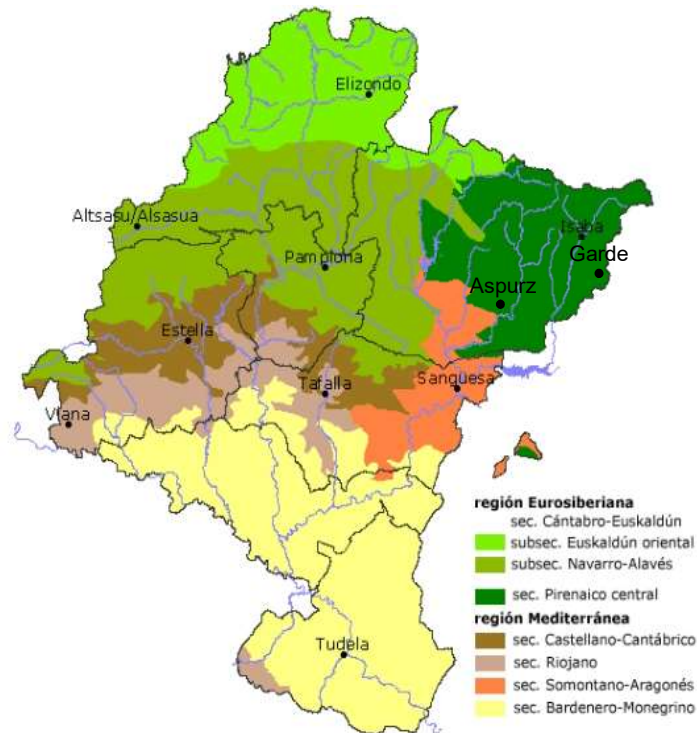 Elizondo
Altsasu/Alsasua
Isaba
Garde
Pamplona
Aspurz
Estella
Tafalla
Sangüesa
Viana
región Eurosiberiana
sec. Cántabro-Euskaldún
subsec. Euskaldún oriental
subsec. Navarro-Alavés
sec. Pirenaico central
región Mediterránea
sec. Castellano-Cantábrico
sec. Riojano
sec. Somontano-Aragonés
sec. Bardenero-Monegrino
Tudela